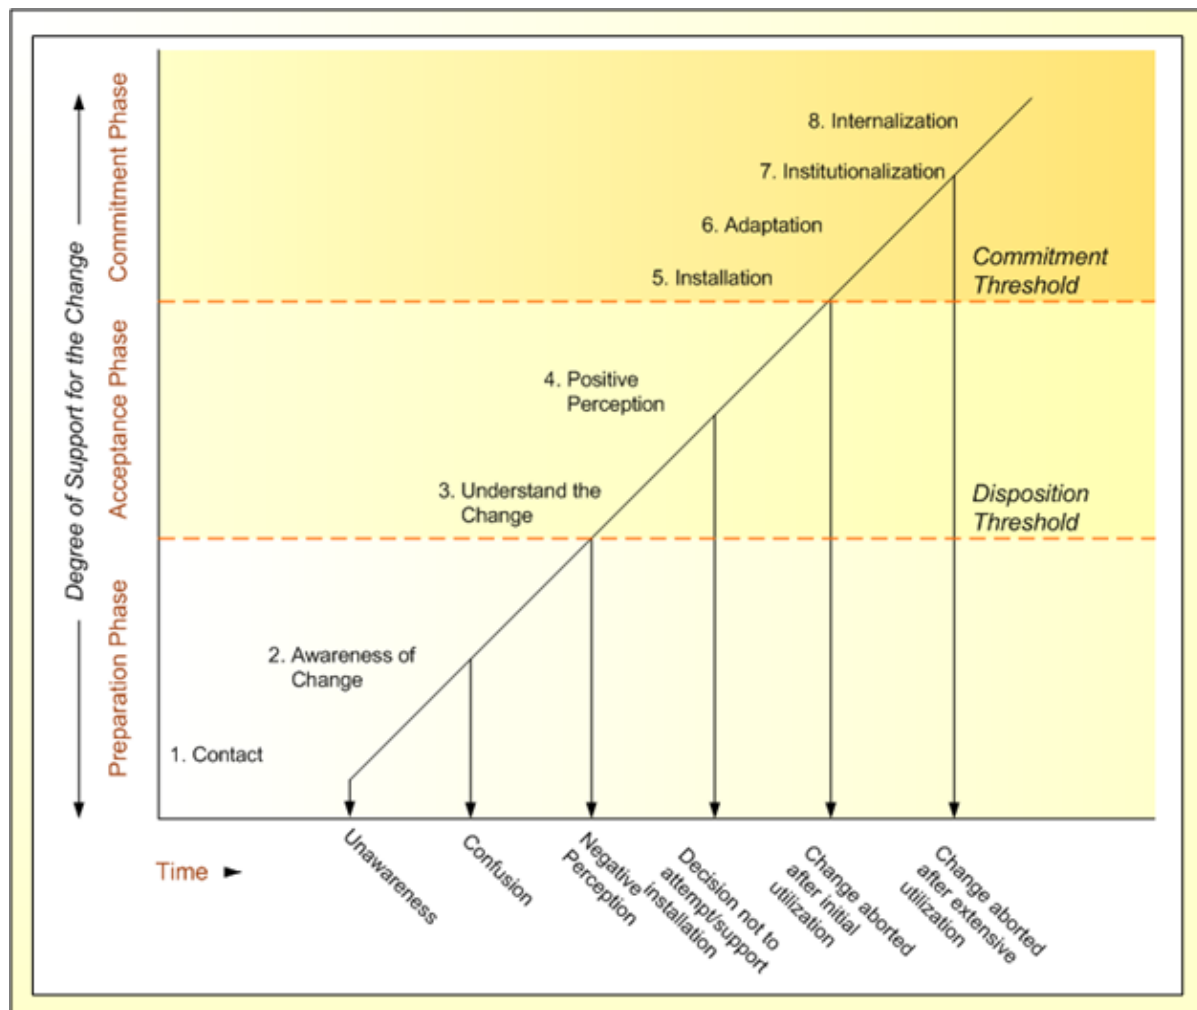 Degree of Support for the Change
Commitment Phase
Acceptance Phase
Preparation Phase
8. Internalization
7. Institutionalization
6. Adaptation
5. Installation
Commitment
Threshold
4. Positive
Perception
3. Understand the
Change
Disposition
Threshold
2. Awareness of
Change
1. Contact
Time
Unawareness
Confusion
Negative
Perception
Decision not to
attempt/support
installation
Change aborted
after initial
utilization
Change aborted
after extensive
utilization